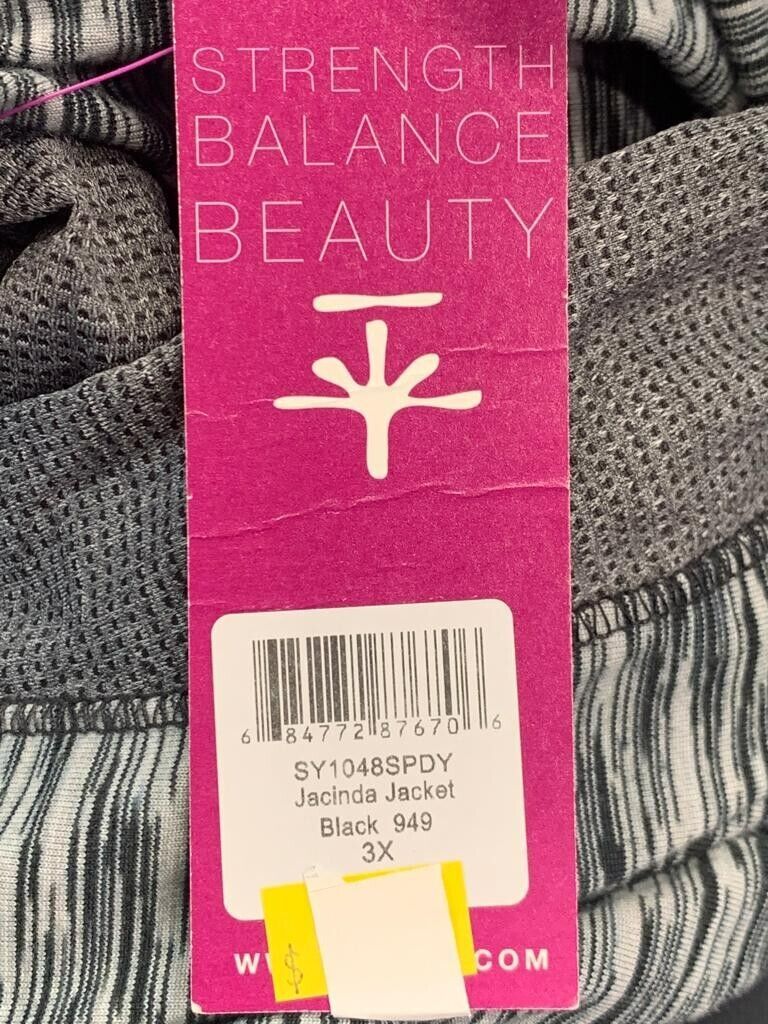 STRENGTH
BALANCE
BEAUTY
6 84772 87670 6
SY1048SPDY
Jacinda Jacket
Black 949
3X
$
.COM